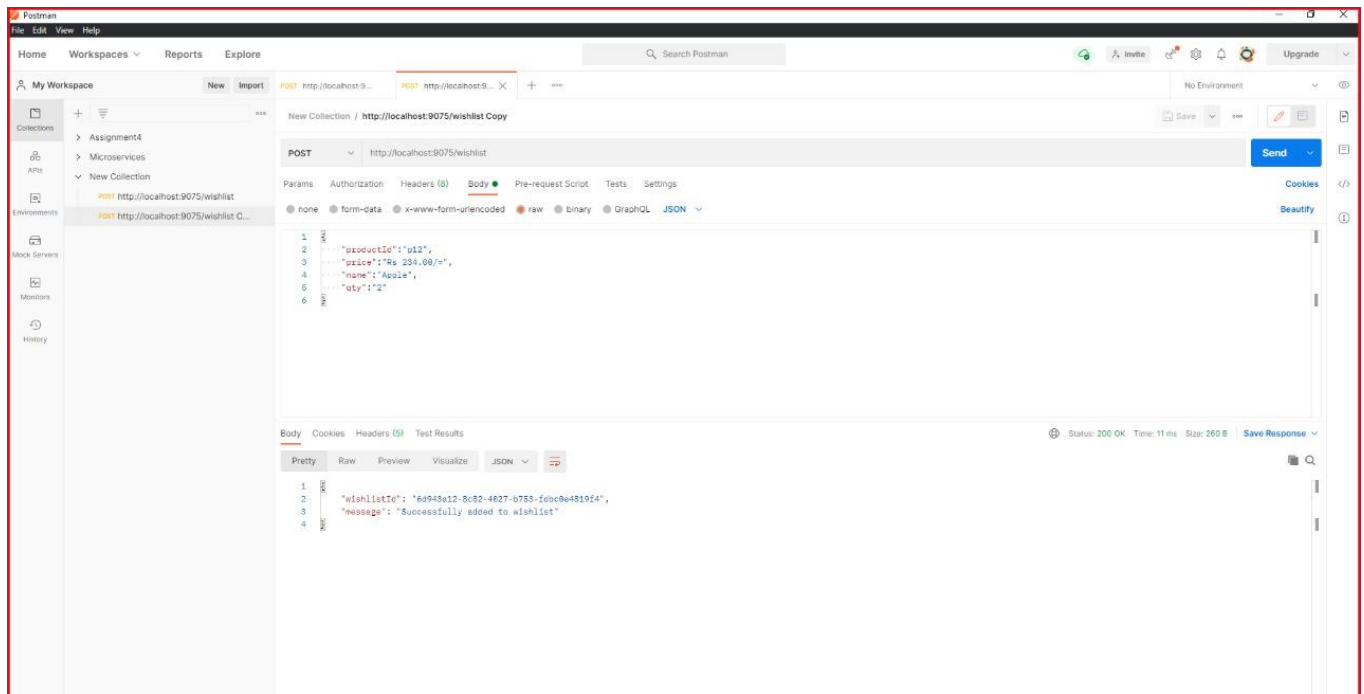 Postman
File Edit View Help
Home Workspaces Reports Explore Search Postman Invite Upgrade
My Workspace New Import POST http://localhost:9... POST http://localhost:9... No Environment
Collections
APIs
Environments
Mock Servers
Monitors
History
Assignment4
Microservices
New Collection
POST http://localhost:9075/wishlist
POST http://localhost:9075/wishlist C...
New Collection / http://localhost:9075/wishlist Copy Save
POST http://localhost:9075/wishlist Send
Params Authorization Headers (8) Body Pre-request Script Tests Settings Cookies
none form-data x-www-form-urlencoded raw binary GraphQL JSON Beautify
1 {
2 "productId":"p12",
3 "price":"Rs 234.00/=",
4 "name":"Apple",
5 "qty":"2"
6 }
Body Cookies Headers (5) Test Results Status: 200 OK Time: 11 ms Size: 260 B Save Response
Pretty Raw Preview Visualize JSON
1 {
2 "wishlistId": "6d943a12-8c82-4027-b753-fdbc0e4819f4",
3 "message": "Successfully added to wishlist"
4 }